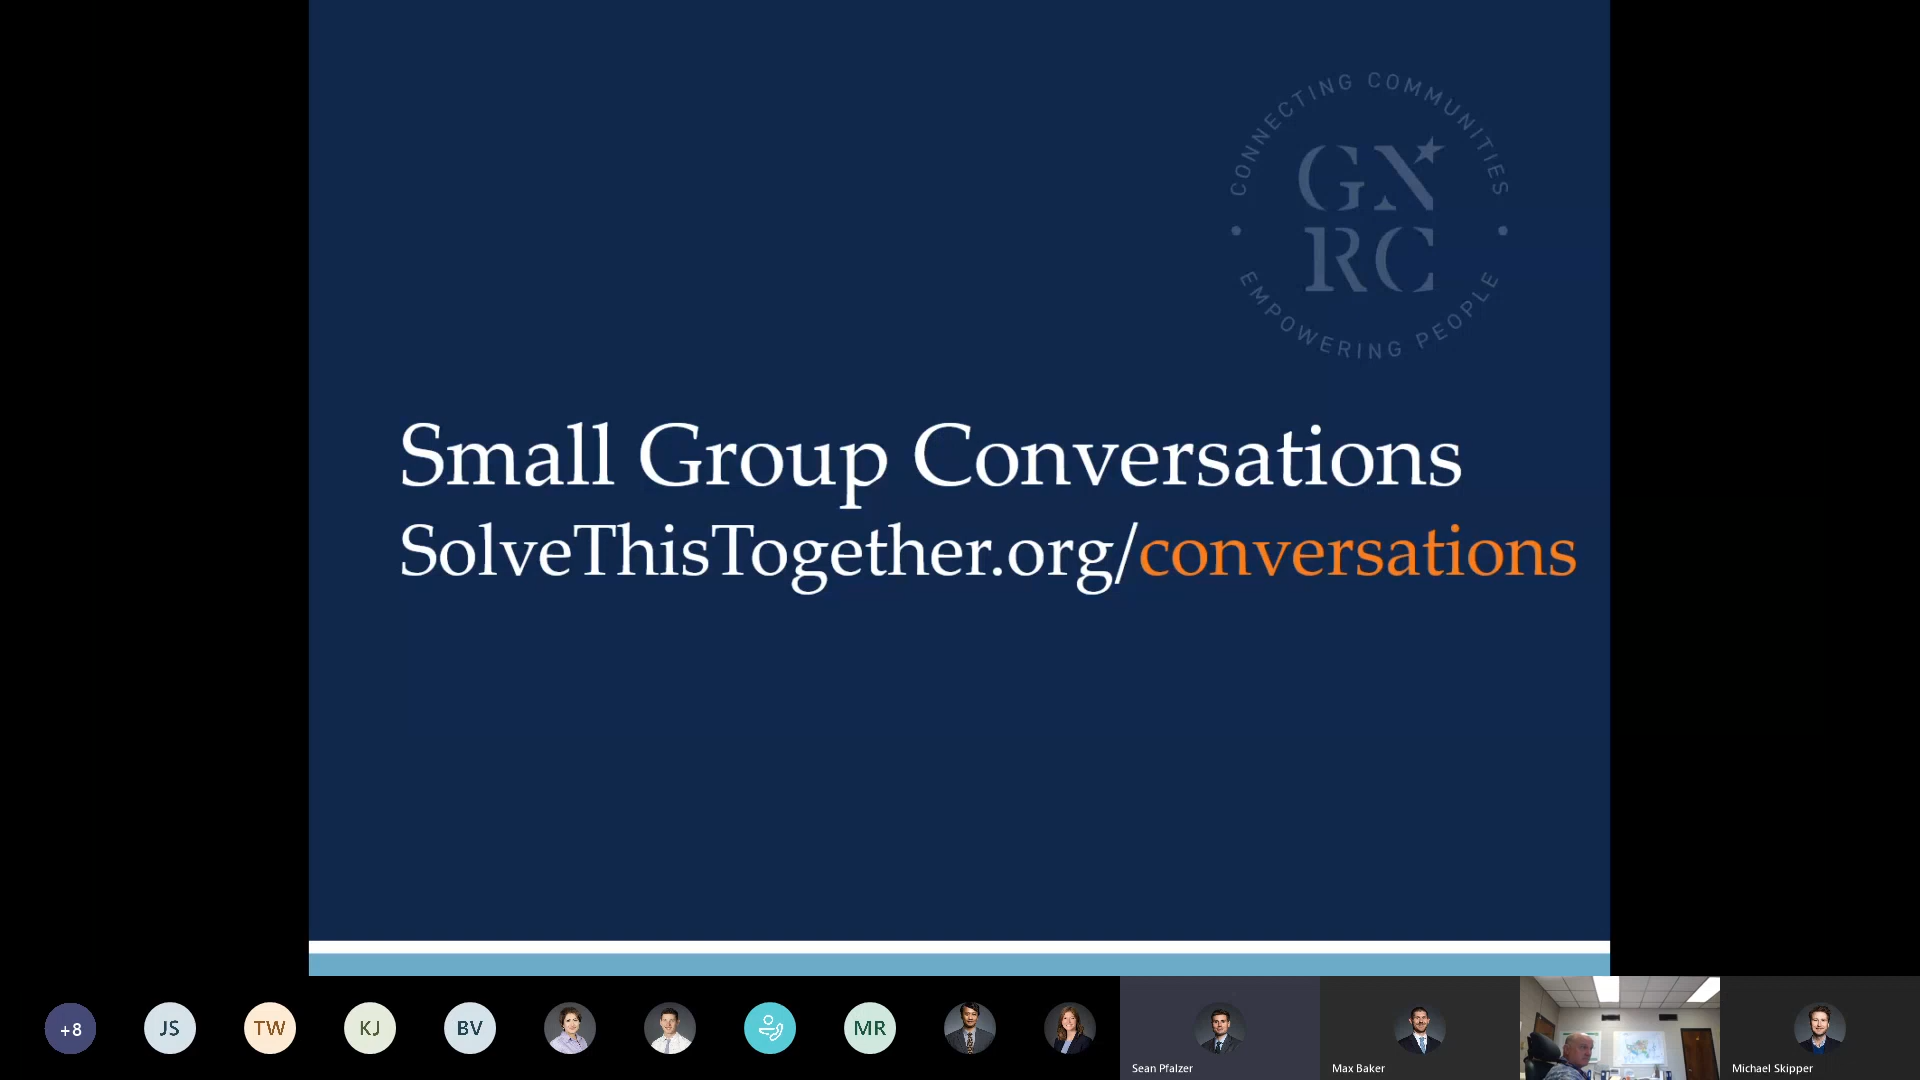 CONNECTING COMMUNITIES
GN
RC
EMPOWERING PEOPLE
Small Group Conversations
SolveThisTogether.org/conversations
+8
JS
TW
KJ
BV
MR
Sean Pfalzer
Max Baker
Michael Skipper